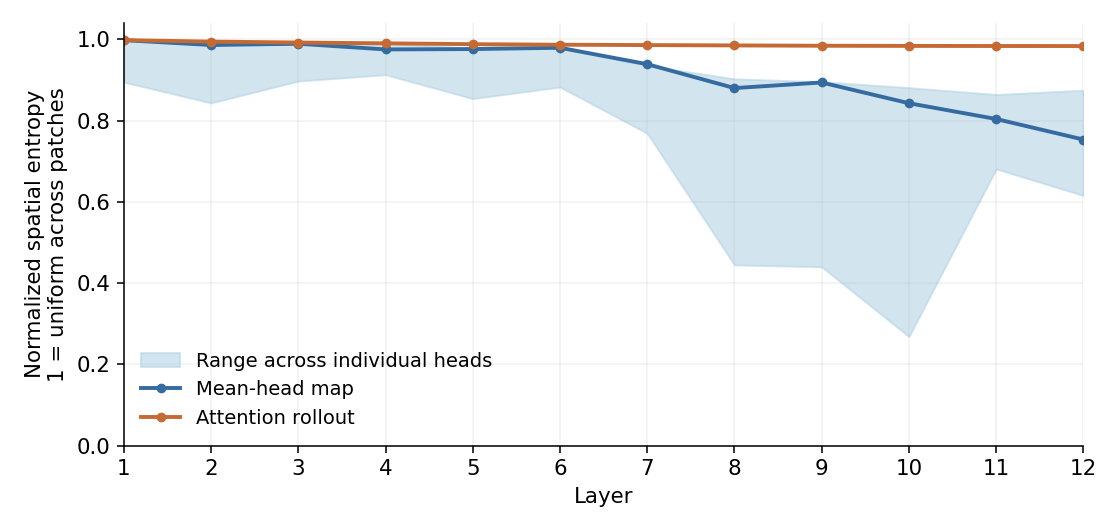 Normalized spatial entropy
1 = uniform across patches
1.0
0.8
0.6
0.4
0.2
0.0
Range across individual heads
Mean-head map
Attention rollout
1 2 3 4 5 6 7 8 9 10 11 12
Layer